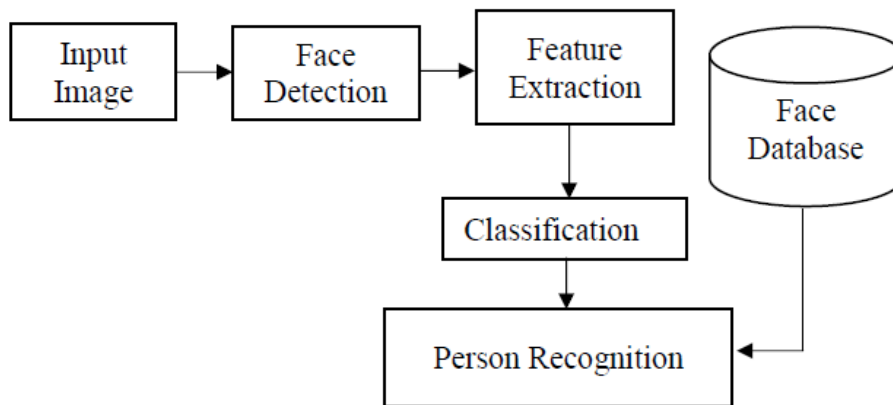 Input
Image
Face
Detection
Feature
Extraction
Face
Database
Classification
Person Recognition